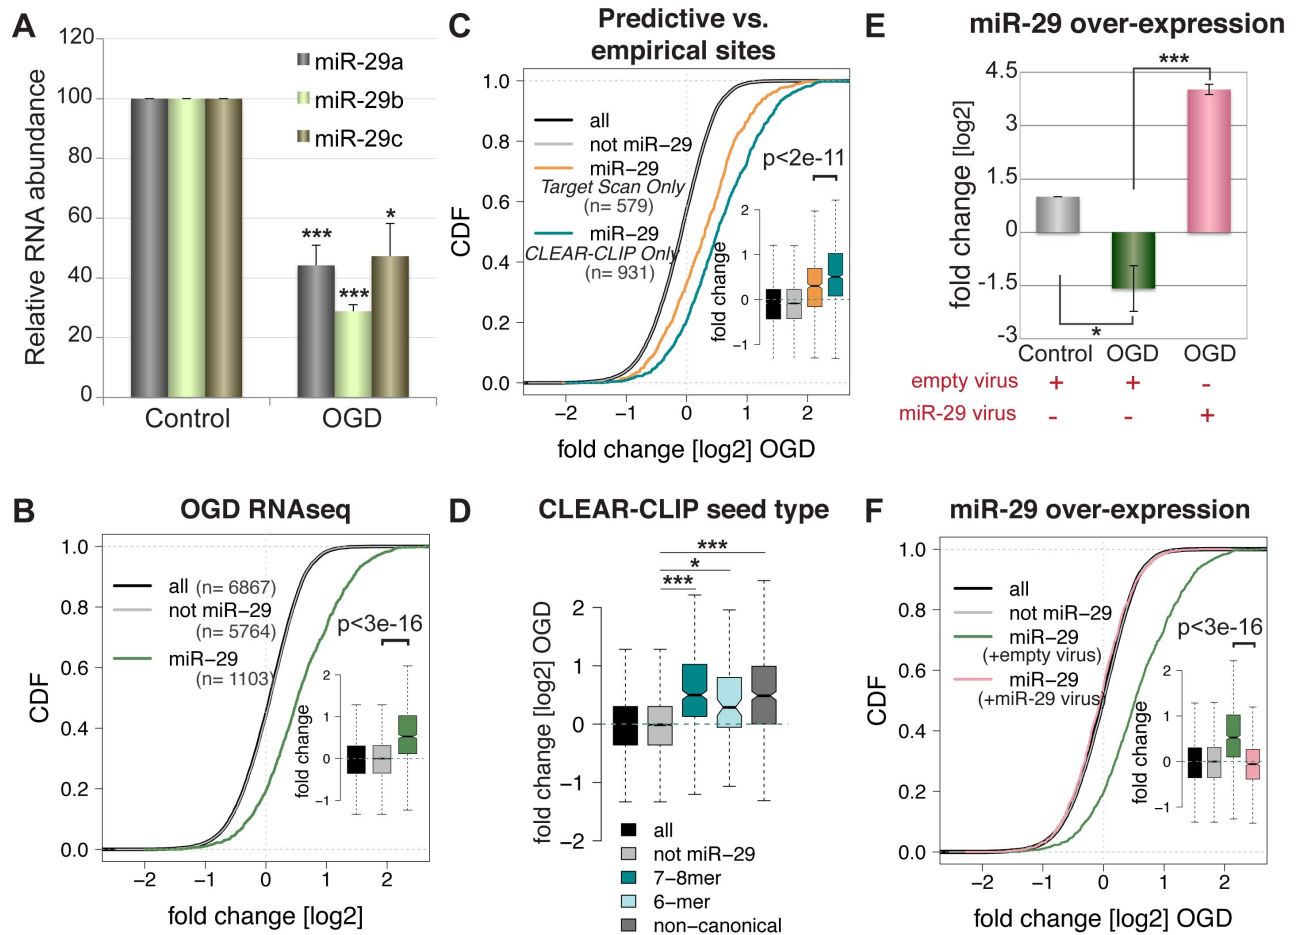 A
120
100
80
60
40
20
0
Relative RNA abundance
miR-29a
miR-29b
miR-29c
***
***
*
Control
OGD
B
OGD RNAseq
1.0
0.8
0.6
0.4
0.2
0.0
CDF
all (n= 6867)
not miR−29
(n= 5764)
miR−29
(n= 1103)
p<3e-16
2
1
0
−1
fold change
−2
−1
0
1
2
fold change [log2]
C
Predictive vs.
empirical sites
1.0
0.8
0.6
0.4
0.2
0.0
CDF
all
not miR−29
miR−29
Target Scan Only
(n= 579)
miR−29
CLEAR-CLIP Only
(n= 931)
p<2e-11
2
1
0
−1
fold change
−2
−1
0
1
2
fold change [log2] OGD
D
CLEAR-CLIP seed type
***
*
***
2
1
0
−1
−2
fold change [log2] OGD
all
not miR−29
7−8mer
6−mer
non−canonical
E
miR-29 over-expression
4.5
3
1.5
0
-1.5
-3
fold change [log2]
***
*
Control
OGD
OGD
empty virus + + -
miR-29 virus - - +
F
miR-29 over-expression
1.0
0.8
0.6
0.4
0.2
0.0
CDF
all
not miR−29
miR−29
(+empty virus)
miR−29
(+miR-29 virus)
p<3e-16
2
1
0
−1
fold change
−2
−1
0
1
2
fold change [log2] OGD